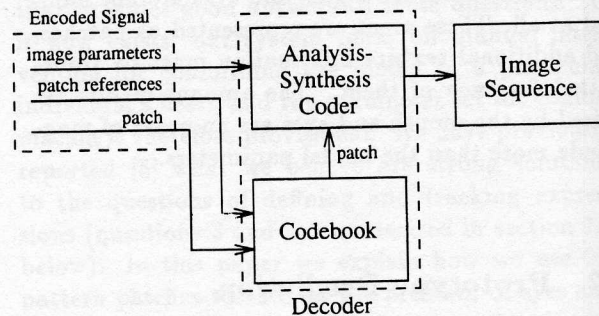 Encoded Signal
image parameters
patch references
patch
Analysis-
Synthesis
Coder
Image
Sequence
patch
Codebook
Decoder